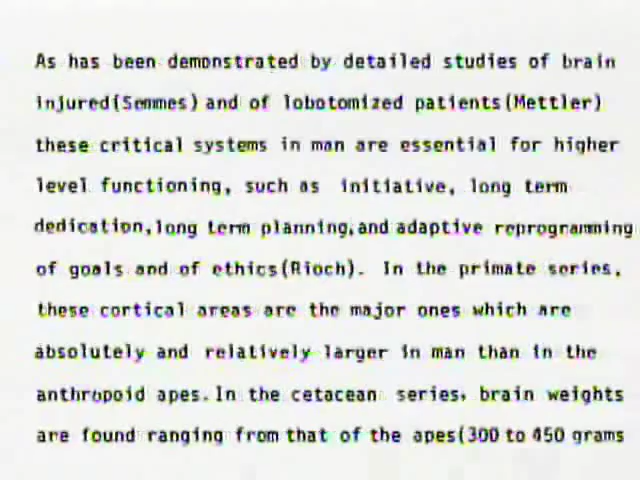 As has been demonstrated by detailed studies of brain
injured(Semmes) and of lobotomized patients(Mettler)
these critical systems in man are essential for higher
level functioning, such as initiative, long term
dedication,long term planning,and adaptive reprogramming
of goals and of ethics(Rioch). In the primate series,
these cortical areas are the major ones which are
absolutely and relatively larger in man than in the
anthropoid apes.In the cetacean series, brain weights
are found ranging from that of the apes(300 to 450 grams